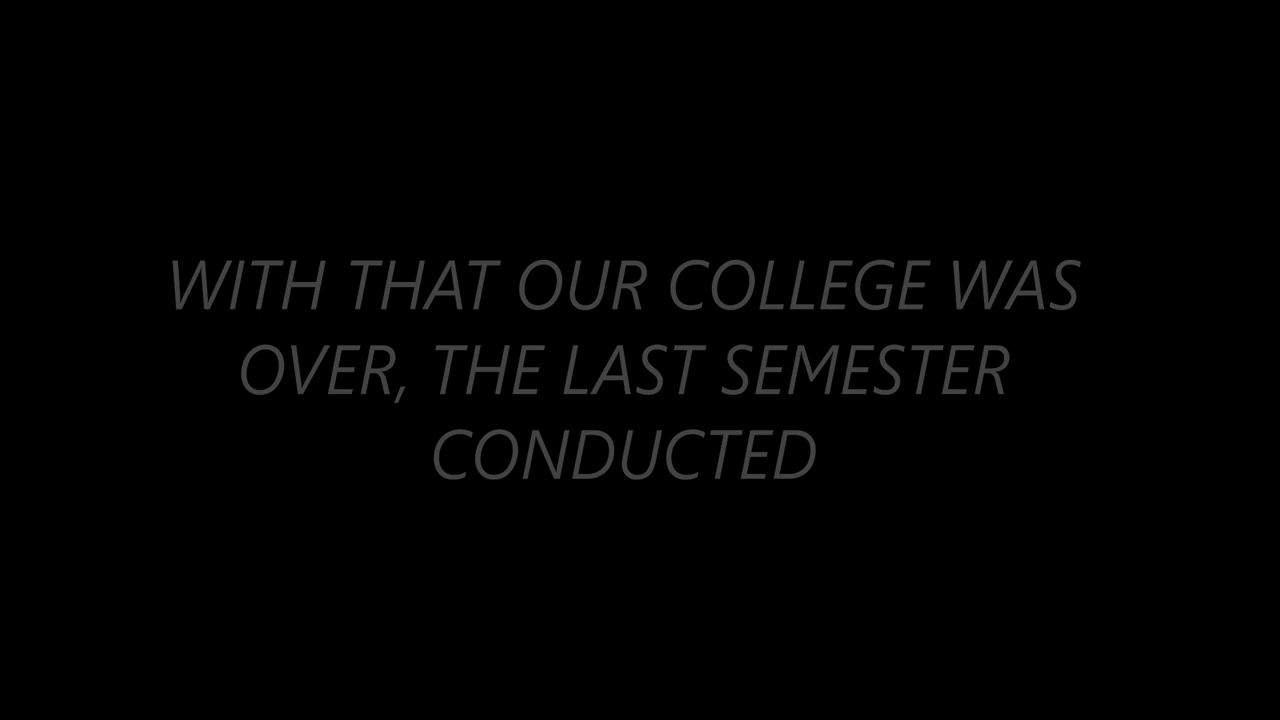 WITH THAT OUR COLLEGE WAS
OVER, THE LAST SEMESTER
CONDUCTED